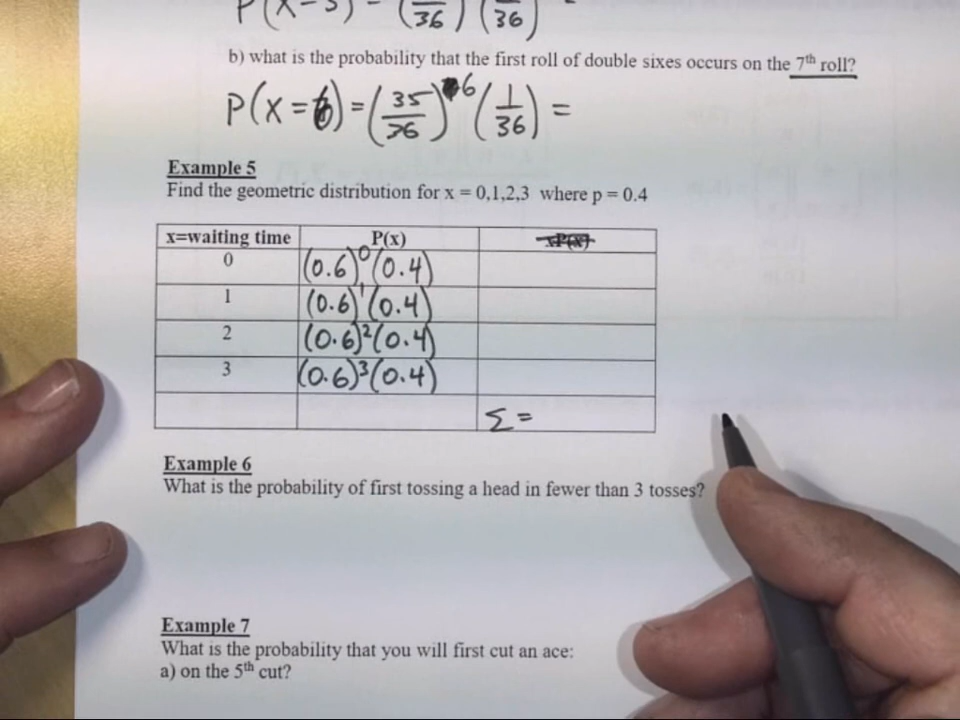 P(X=5) = (—/36) (—/36) =
b) what is the probability that the first roll of double sixes occurs on the 7th roll?
P(X=6) = (35/36)^6 (1/36) =
Example 5
Find the geometric distribution for x = 0,1,2,3 where p = 0.4
x=waiting time P(x) xP(x)
0 (0.6)^0 (0.4)
1 (0.6)^1 (0.4)
2 (0.6)^2 (0.4)
3 (0.6)^3 (0.4)
Σ =
Example 6
What is the probability of first tossing a head in fewer than 3 tosses?
Example 7
What is the probability that you will first cut an ace:
a) on the 5th cut?